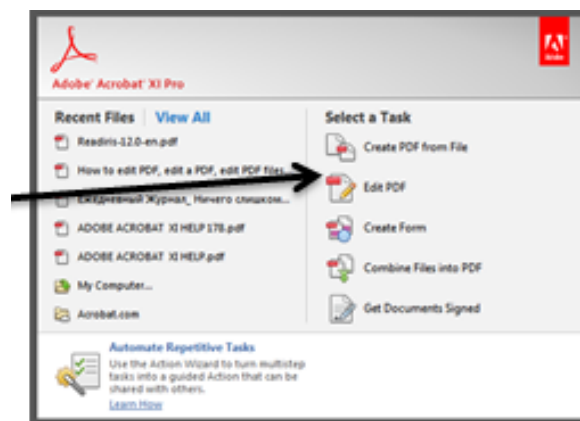 Adobe
Adobe® Acrobat® XI Pro
Recent Files View All
Readiris-12.0-en.pdf
How to edit PDF, edit a PDF, edit PDF files...
Ежедневный Журнал_ Ничего слишком...
ADOBE ACROBAT XI HELP 178.pdf
ADOBE ACROBAT XI HELP.pdf
My Computer...
Acrobat.com
Select a Task
Create PDF from File
Edit PDF
Create Form
Combine Files into PDF
Get Documents Signed
Automate Repetitive Tasks
Use the Action Wizard to turn multistep
tasks into a guided Action that can be
shared with others.
Learn How